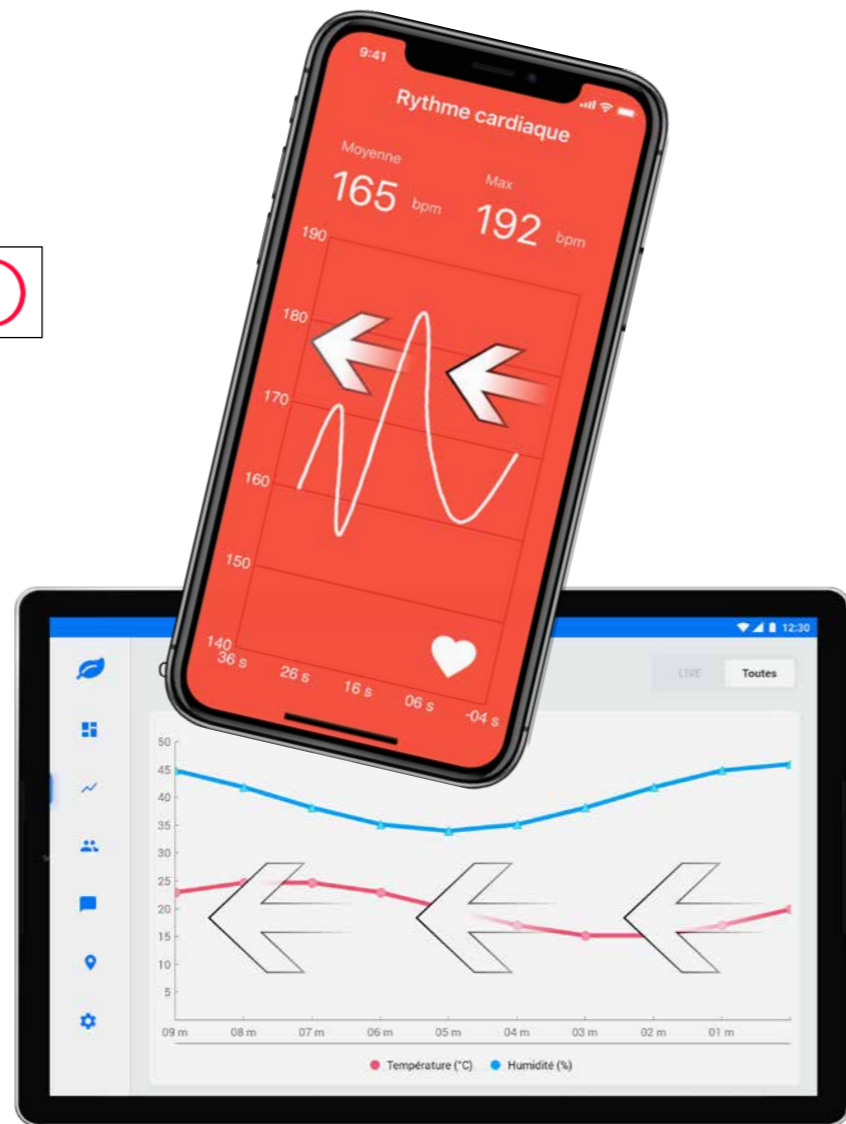 9:41
Rythme cardiaque
Moyenne
Max
165 bpm
192 bpm
190
180
170
160
150
140
36 s
26 s
16 s
06 s
-04 s
12:30
LIVE
Toutes
50
45
40
35
30
25
20
15
10
5
09 m
08 m
07 m
06 m
05 m
04 m
03 m
02 m
01 m
Température (°C)
Humidité (%)